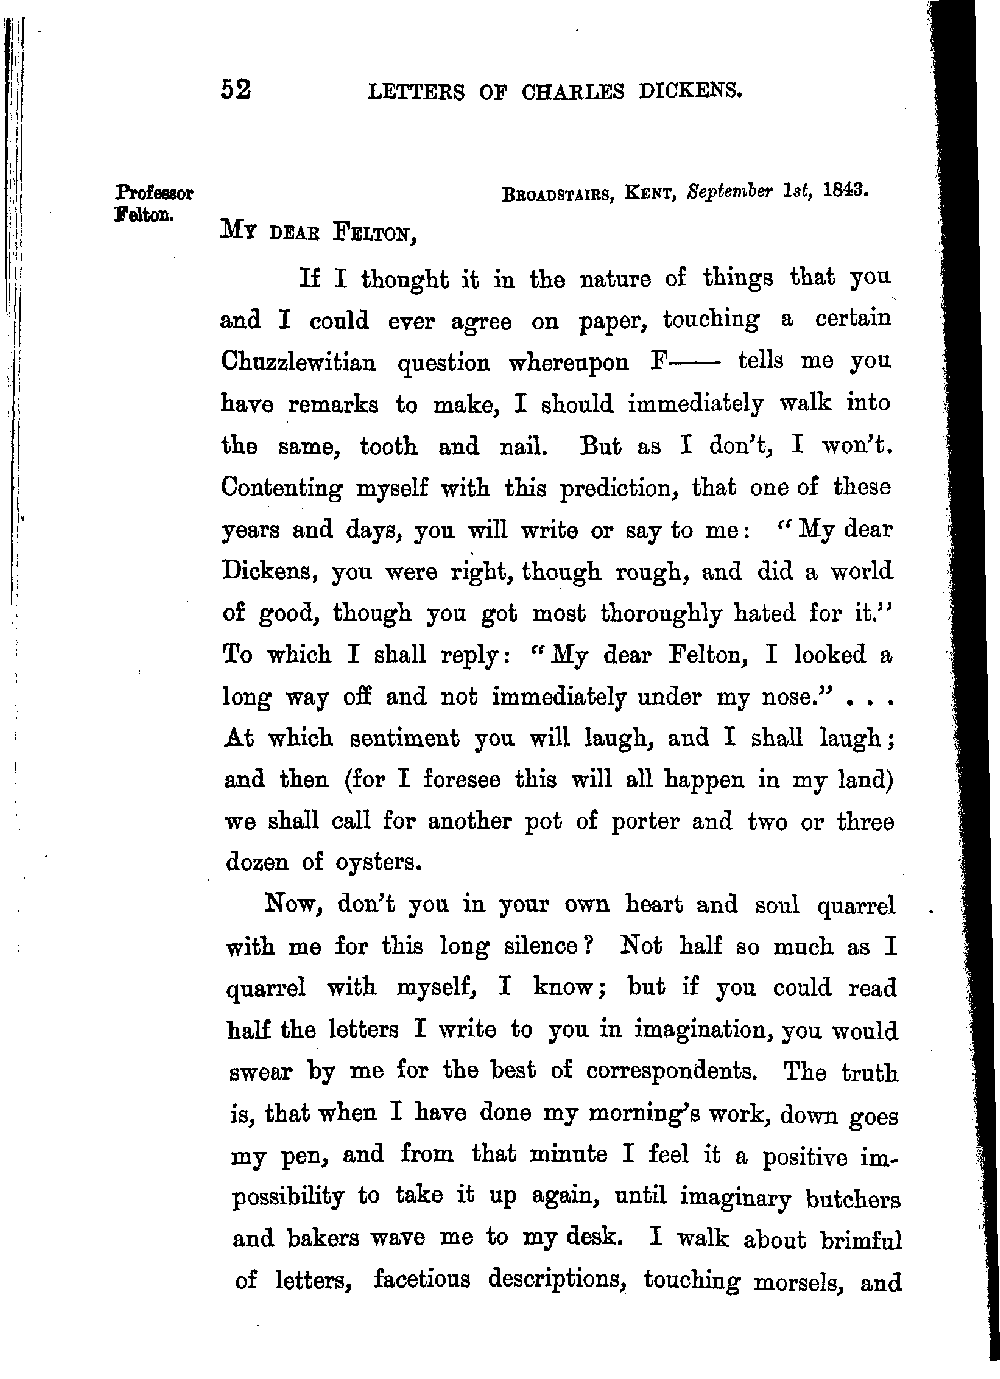 52 LETTERS OF CHARLES DICKENS.
Professor
Felton.
BROADSTAIRS, KENT, September 1st, 1843.
MY DEAR FELTON,
If I thought it in the nature of things that you
and I could ever agree on paper, touching a certain
Chuzzlewitian question whereupon F—— tells me you
have remarks to make, I should immediately walk into
the same, tooth and nail. But as I don't, I won't.
Contenting myself with this prediction, that one of these
years and days, you will write or say to me: "My dear
Dickens, you were right, though rough, and did a world
of good, though you got most thoroughly hated for it."
To which I shall reply: "My dear Felton, I looked a
long way off and not immediately under my nose." . . .
At which sentiment you will laugh, and I shall laugh;
and then (for I foresee this will all happen in my land)
we shall call for another pot of porter and two or three
dozen of oysters.
Now, don't you in your own heart and soul quarrel
with me for this long silence? Not half so much as I
quarrel with myself, I know; but if you could read
half the letters I write to you in imagination, you would
swear by me for the best of correspondents. The truth
is, that when I have done my morning's work, down goes
my pen, and from that minute I feel it a positive im-
possibility to take it up again, until imaginary butchers
and bakers wave me to my desk. I walk about brimful
of letters, facetious descriptions, touching morsels, and